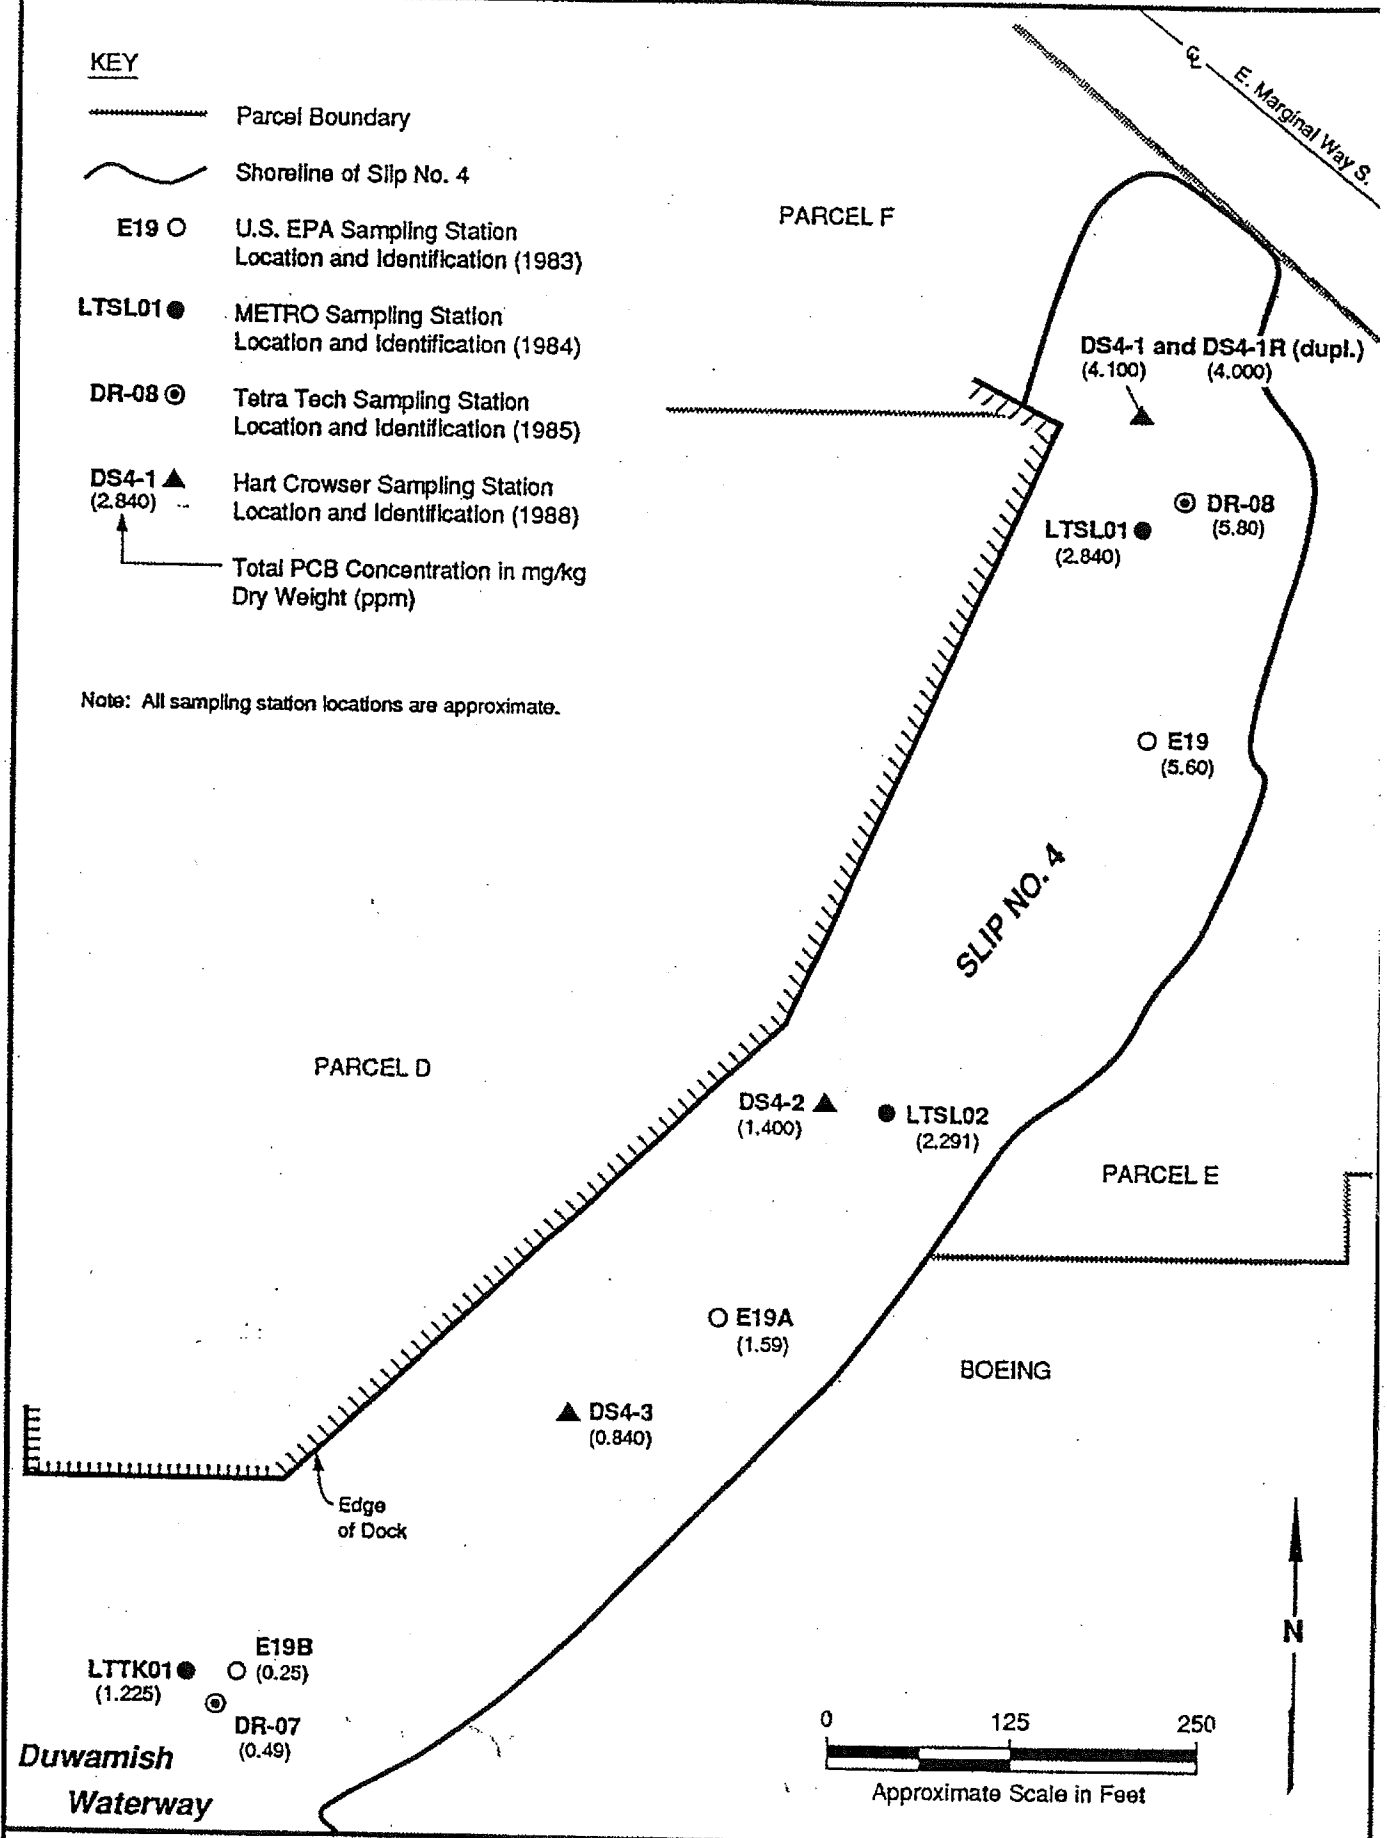 KEY
Parcel Boundary
Shoreline of Slip No. 4
E19
U.S. EPA Sampling Station
Location and Identification (1983)
LTSL01
METRO Sampling Station
Location and Identification (1984)
DR-08
Tetra Tech Sampling Station
Location and Identification (1985)
DS4-1
(2.840)
Hart Crowser Sampling Station
Location and Identification (1988)
Total PCB Concentration in mg/kg
Dry Weight (ppm)
Note: All sampling station locations are approximate.
℄ E. Marginal Way S.
PARCEL F
DS4-1 and DS4-1R (dupl.)
(4.100) (4.000)
DR-08
(5.80)
LTSL01
(2.840)
E19
(5.60)
SLIP NO. 4
PARCEL D
DS4-2
(1.400)
LTSL02
(2.291)
PARCEL E
E19A
(1.59)
BOEING
DS4-3
(0.840)
Edge
of Dock
E19B
(0.25)
LTTK01
(1.225)
DR-07
(0.49)
Duwamish
Waterway
0 125 250
Approximate Scale in Feet
N